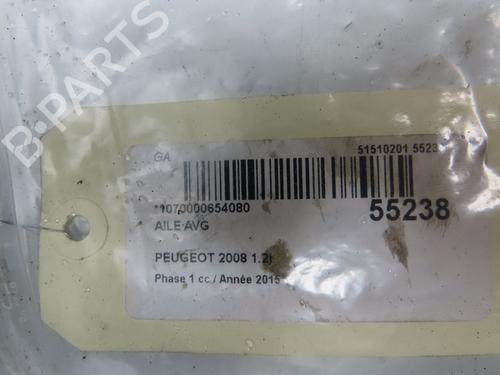 B-PARTS
GA
51510201 5523
*1070000654080
55238
AILE AVG
PEUGEOT 2008 1.2i
Phase 1 cc / Année 2015